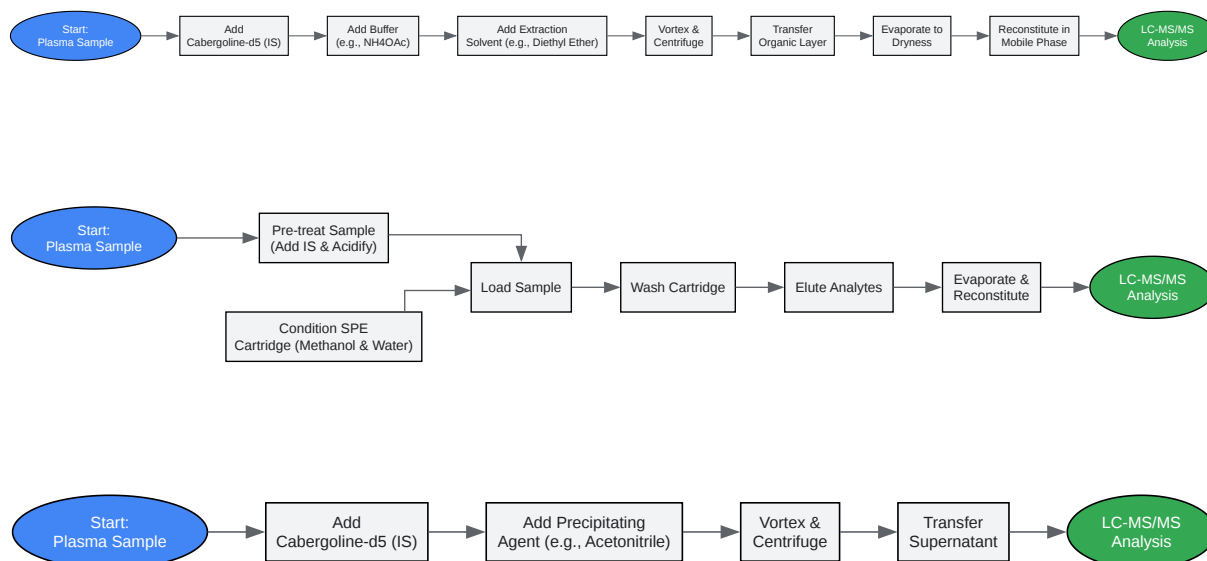 Start:
Plasma Sample
Add
Cabergoline-d5 (IS)
Add Buffer
(e.g., NH4OAc)
Add Extraction
Solvent (e.g., Diethyl Ether)
Vortex &
Centrifuge
Transfer
Organic Layer
Evaporate to
Dryness
Reconstitute in
Mobile Phase
LC-MS/MS
Analysis
Start:
Plasma Sample
Pre-treat Sample
(Add IS & Acidify)
Condition SPE
Cartridge (Methanol & Water)
Load Sample
Wash Cartridge
Elute Analytes
Evaporate &
Reconstitute
LC-MS/MS
Analysis
Start:
Plasma Sample
Add
Cabergoline-d5 (IS)
Add Precipitating
Agent (e.g., Acetonitrile)
Vortex &
Centrifuge
Transfer
Supernatant
LC-MS/MS
Analysis